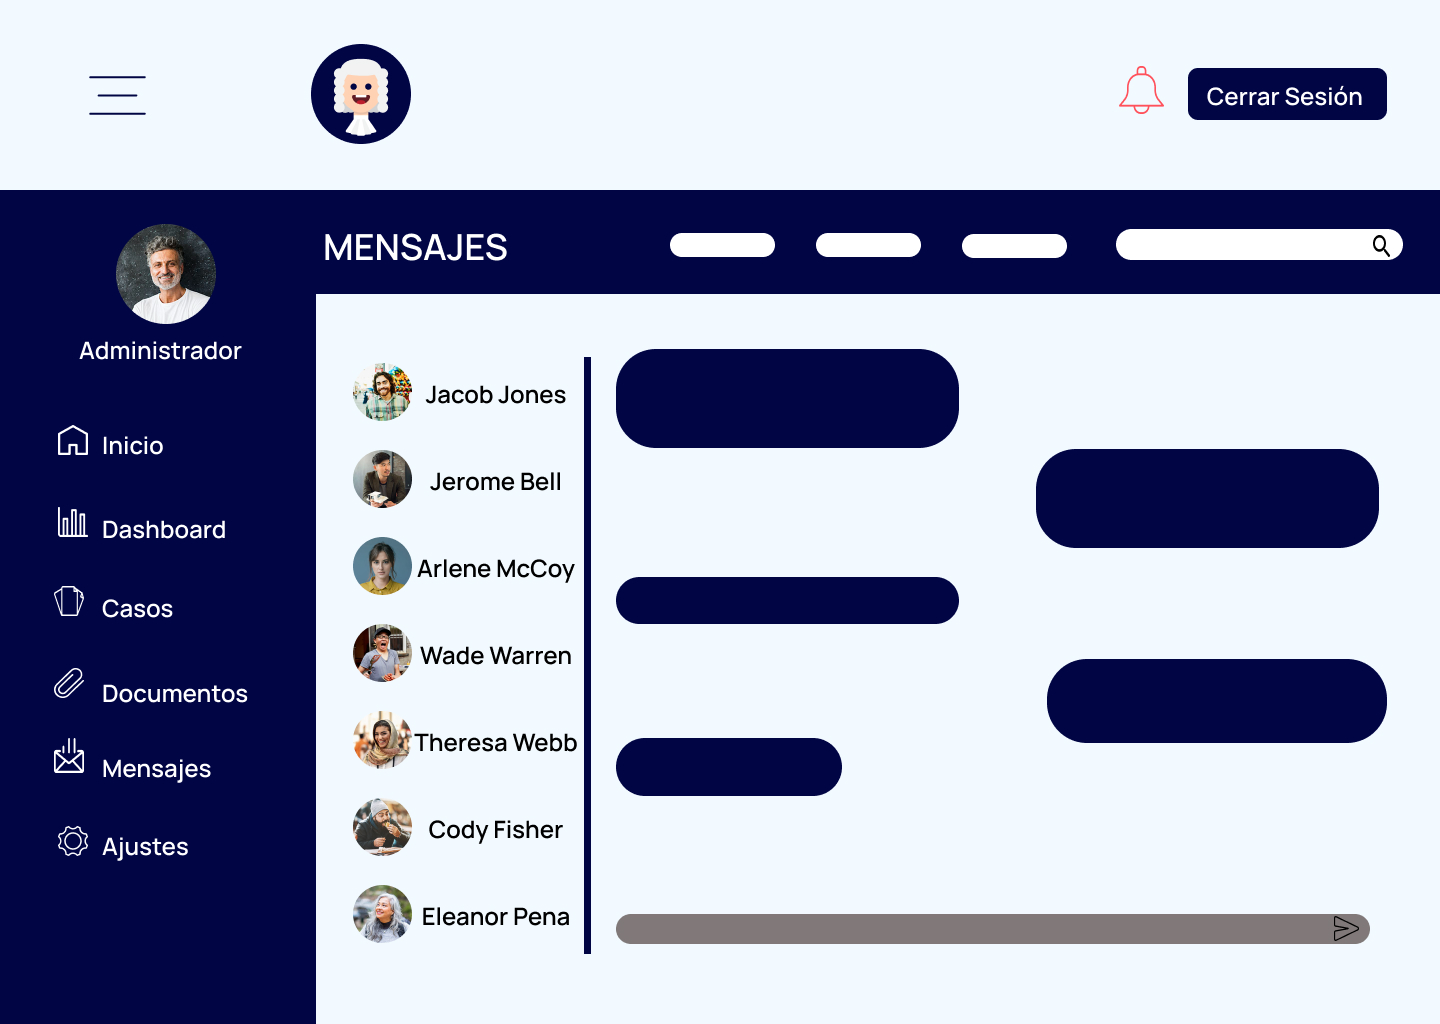 Cerrar Sesión
MENSAJES
Administrador
Inicio
Dashboard
Casos
Documentos
Mensajes
Ajustes
Jacob Jones
Jerome Bell
Arlene McCoy
Wade Warren
Theresa Webb
Cody Fisher
Eleanor Pena